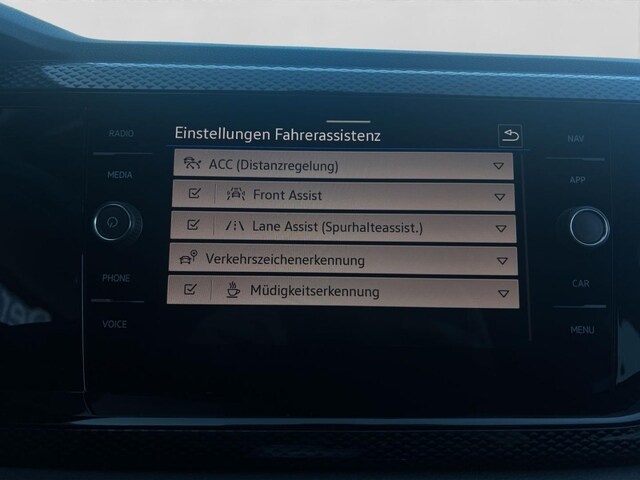 RADIO
MEDIA
PHONE
VOICE
Einstellungen Fahrerassistenz
ACC (Distanzregelung)
Front Assist
Lane Assist (Spurhalteassist.)
Verkehrszeichenerkennung
Müdigkeitserkennung
NAV
APP
CAR
MENU